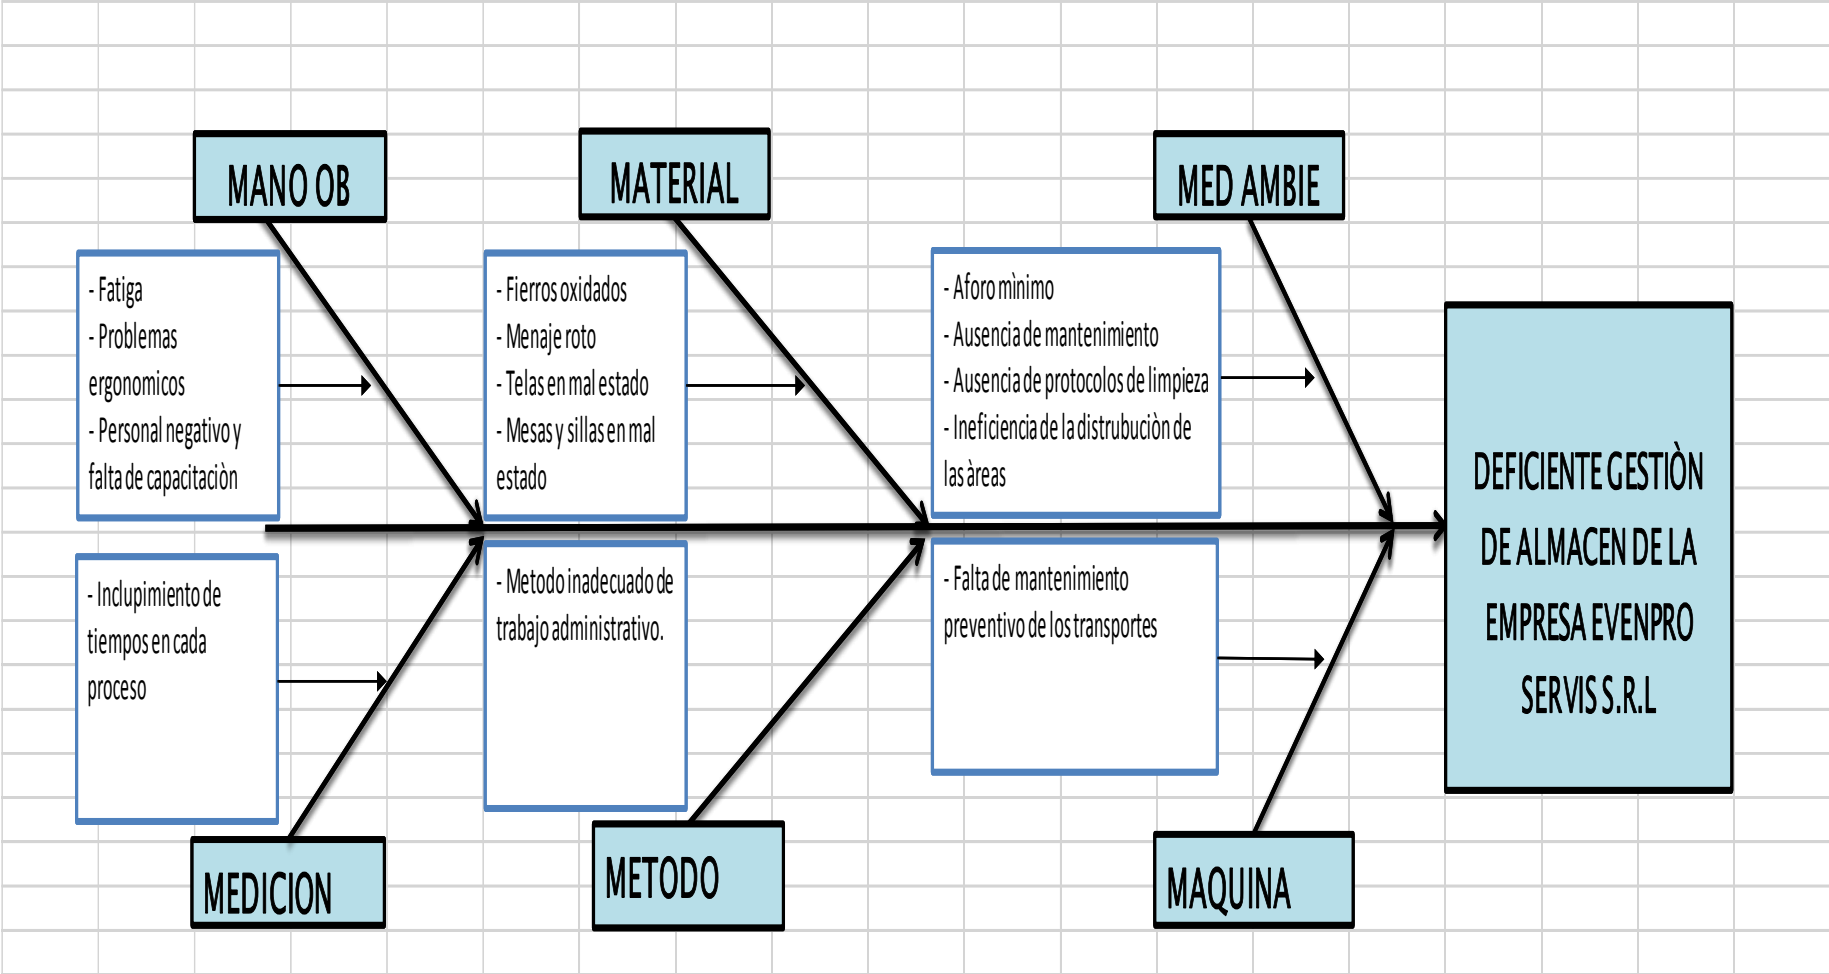 MANO OB
MATERIAL
MED AMBIE
- Fatiga
- Problemas
ergonomicos
- Personal negativo y
falta de capacitaciòn
- Fierros oxidados
- Menaje roto
- Telas en mal estado
- Mesas y sillas en mal
estado
- Aforo mìnimo
- Ausencia de mantenimiento
- Ausencia de protocolos de limpieza
- Ineficiencia de la distrubuciòn de
las àreas
DEFICIENTE GESTIÒN
DE ALMACEN DE LA
EMPRESA EVENPRO
SERVIS S.R.L
- Inclupimiento de
tiempos en cada
proceso
- Metodo inadecuado de
trabajo administrativo.
- Falta de mantenimiento
preventivo de los transportes
MEDICION
METODO
MAQUINA